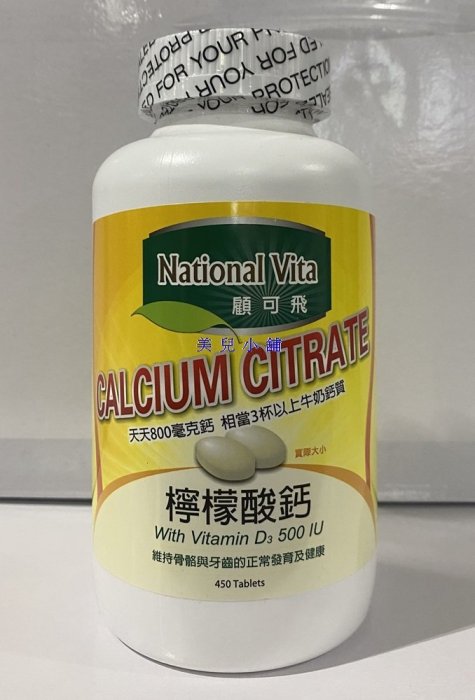 SEALED FOR YOUR PROTECTION
National Vita
顧可飛
CALCIUM CITRATE
美兒小舖
天天800毫克鈣 相當3杯以上牛奶鈣質
實際大小
檸檬酸鈣
With Vitamin D₃ 500 IU
維持骨骼與牙齒的正常發育及健康
450 Tablets